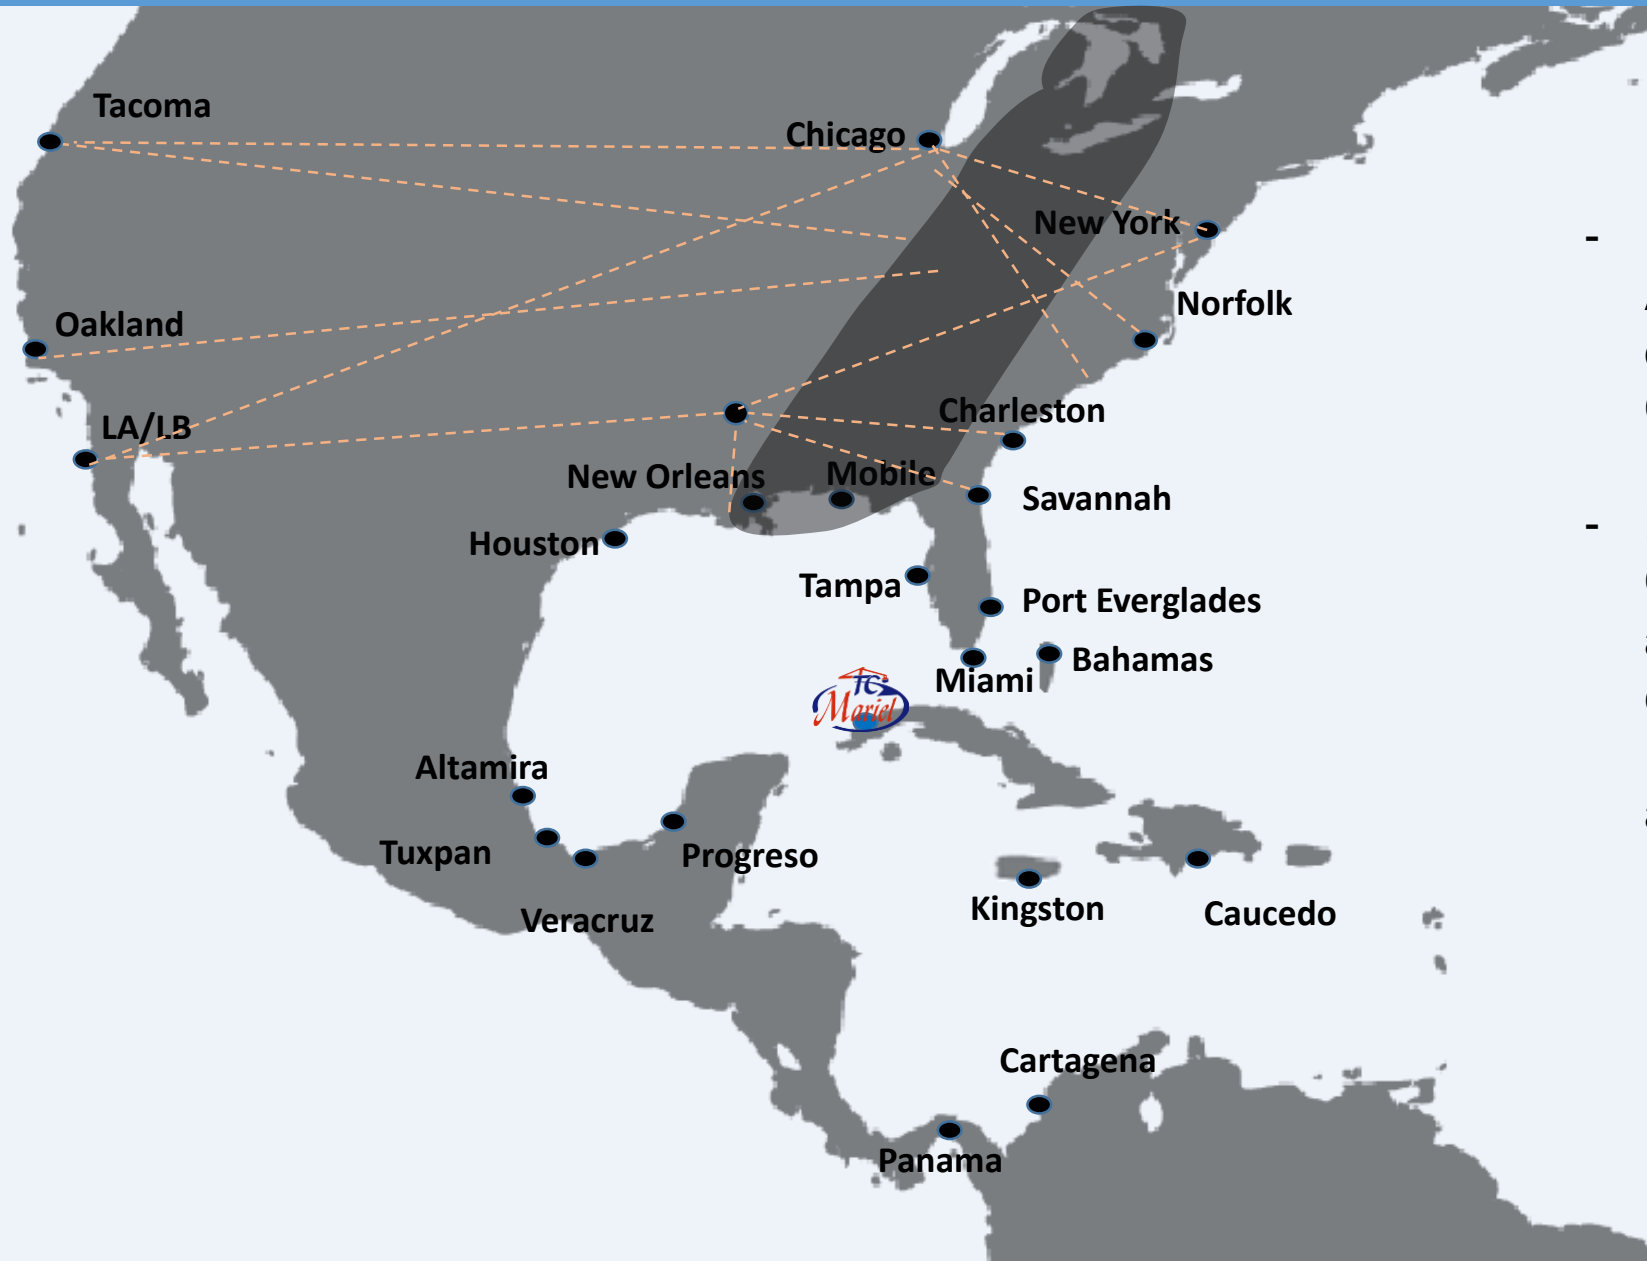 Tacoma
Chicago
New York
-
Norfolk
Oakland
Charleston
LA/LB
New Orleans
Mobile
Savannah
-
Houston
Tampa
Port Everglades
Bahamas
Miami
TC
Mariel
Altamira
Tuxpan
Progreso
Veracruz
Kingston
Caucedo
Cartagena
Panama